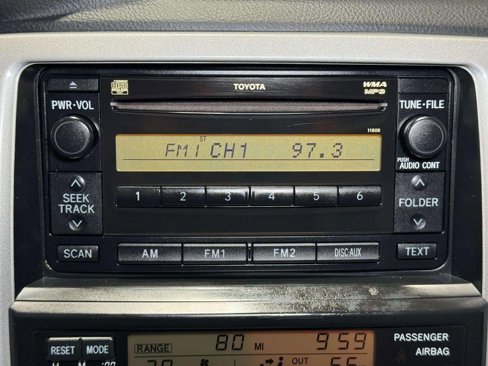 TOYOTA
WMA
MP3
PWR·VOL
TUNE·FILE
11808
ST
FM1 CH1 97.3
PUSH
AUDIO CONT
SEEK
TRACK
1 2 3 4 5 6
FOLDER
SCAN AM FM1 FM2 DISC·AUX TEXT
RESET MODE RANGE 80 MI 9 59
PASSENGER
AIRBAG
OUT